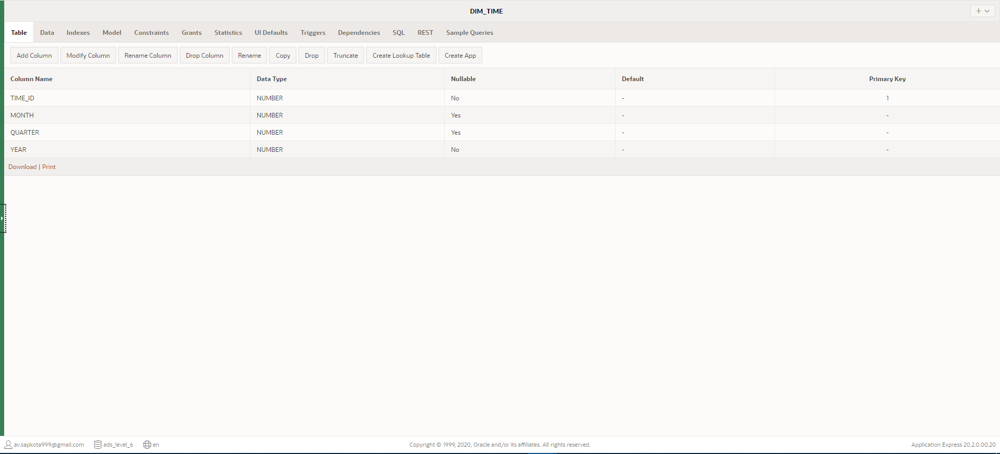 DIM_TIME
Table Data Indexes Model Constraints Grants Statistics UI Defaults Triggers Dependencies SQL REST Sample Queries
Add Column Modify Column Rename Column Drop Column Rename Copy Drop Truncate Create Lookup Table Create App
Column Name Data Type Nullable Default Primary Key
TIME_ID NUMBER No - 1
MONTH NUMBER Yes - -
QUARTER NUMBER Yes - -
YEAR NUMBER No - -
Download | Print
av.sapkota999@gmail.com ads_level_6 en Copyright © 1999, 2020, Oracle and/or its affiliates. All rights reserved. Application Express 20.2.0.00.20